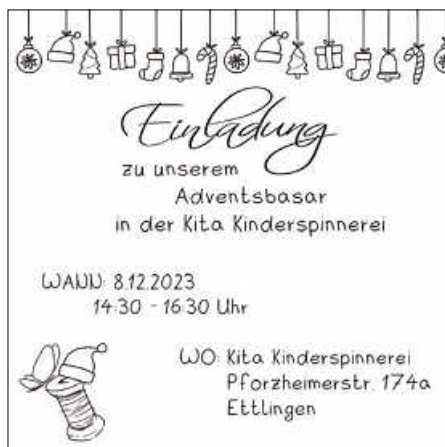 Einladung
zu unserem
Adventsbasar
in der Kita Kinderspinnerei
WANN: 8.12.2023
14:30 - 16:30 Uhr
WO: Kita Kinderspinnerei
Pforzheimerstr. 174a
Ettlingen